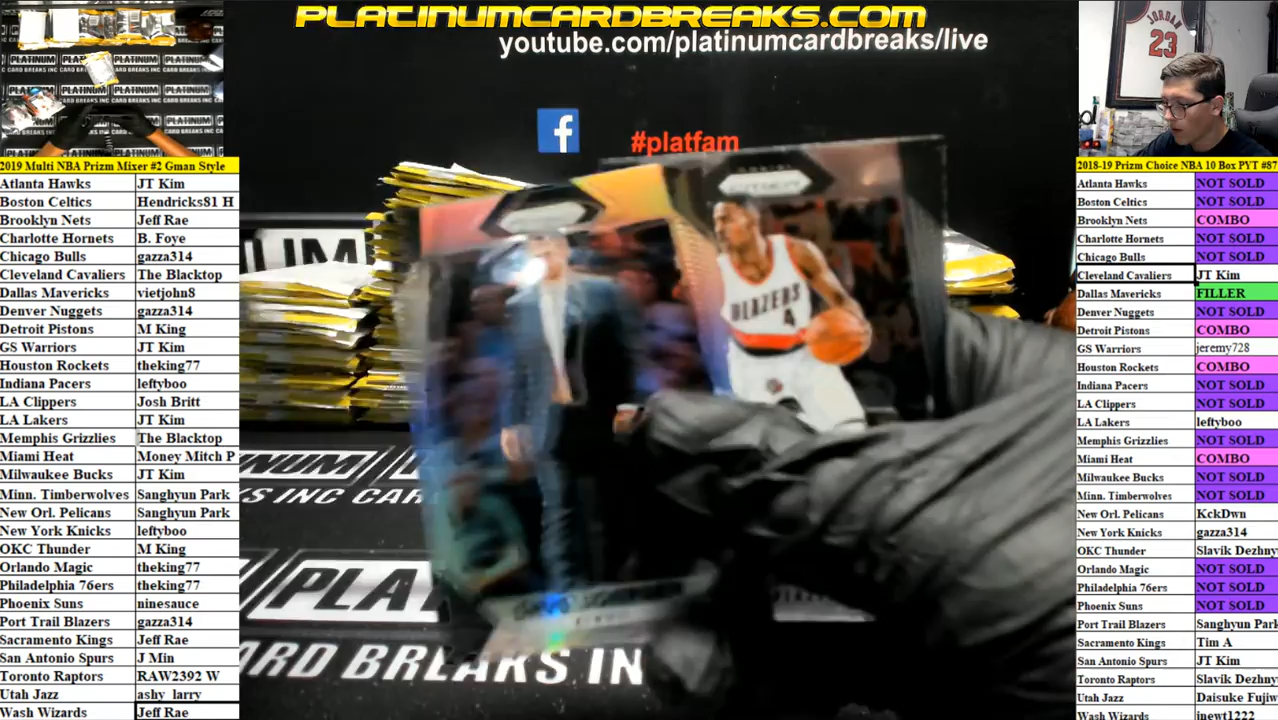 PLATINUMCARDBREAKS.COM
youtube.com/platinumcardbreaks/live
f
#platfam
JORDAN
23
2019 Multi NBA Prizm Mixer #2 Gman Style
Atlanta Hawks JT Kim
Boston Celtics Hendricks81 H
Brooklyn Nets Jeff Rae
Charlotte Hornets B. Foye
Chicago Bulls gazza314
Cleveland Cavaliers The Blacktop
Dallas Mavericks vietjohn8
Denver Nuggets gazza314
Detroit Pistons M King
GS Warriors JT Kim
Houston Rockets theking77
Indiana Pacers leftyboo
LA Clippers Josh Britt
LA Lakers JT Kim
Memphis Grizzlies The Blacktop
Miami Heat Money Mitch P
Milwaukee Bucks JT Kim
Minn. Timberwolves Sanghyun Park
New Orl. Pelicans Sanghyun Park
New York Knicks leftyboo
OKC Thunder M King
Orlando Magic theking77
Philadelphia 76ers theking77
Phoenix Suns ninesauce
Port Trail Blazers gazza314
Sacramento Kings Jeff Rae
San Antonio Spurs J Min
Toronto Raptors RAW2392 W
Utah Jazz ashy_larry
Wash Wizards Jeff Rae
BLAZERS
4
PLA
CARD BREAKS IN
2018-19 Prizm Choice NBA 10 Box PYT #87
Atlanta Hawks NOT SOLD
Boston Celtics NOT SOLD
Brooklyn Nets COMBO
Charlotte Hornets NOT SOLD
Chicago Bulls NOT SOLD
Cleveland Cavaliers JT Kim
Dallas Mavericks FILLER
Denver Nuggets NOT SOLD
Detroit Pistons COMBO
GS Warriors jeremy728
Houston Rockets COMBO
Indiana Pacers NOT SOLD
LA Clippers NOT SOLD
LA Lakers leftyboo
Memphis Grizzlies NOT SOLD
Miami Heat COMBO
Milwaukee Bucks NOT SOLD
Minn. Timberwolves NOT SOLD
New Orl. Pelicans KckDwn
New York Knicks gazza314
OKC Thunder Slavik Dezhny
Orlando Magic NOT SOLD
Philadelphia 76ers NOT SOLD
Phoenix Suns NOT SOLD
Port Trail Blazers Sanghyun Park
Sacramento Kings Tim A
San Antonio Spurs JT Kim
Toronto Raptors Slavik Dezhny
Utah Jazz Daisuke Fujiw
Wash Wizards jnewt1222